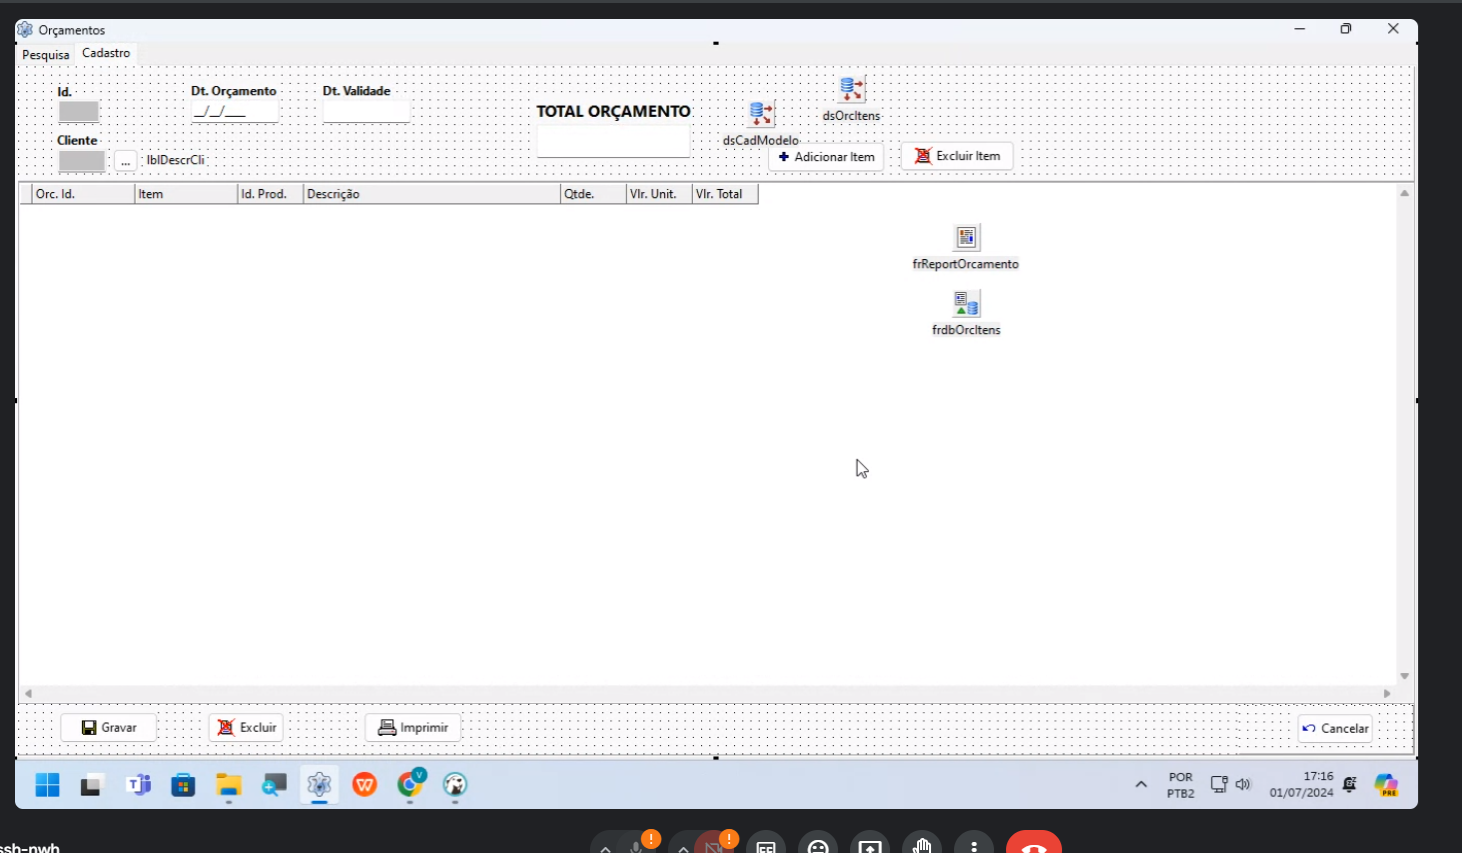 Orçamentos
Pesquisa Cadastro
Id. Dt. Orçamento Dt. Validade
__/__/____
TOTAL ORÇAMENTO
dsOrcItens
Cliente
dsCadModelo
... lblDescrCli
Adicionar Item Excluir Item
Orc. Id. Item Id. Prod. Descrição Qtde. Vlr. Unit. Vlr. Total
frReportOrcamento
frdbOrcItens
Gravar Excluir Imprimir Cancelar
POR
PTB2
17:16
01/07/2024
PRE
V
ssh-nwh